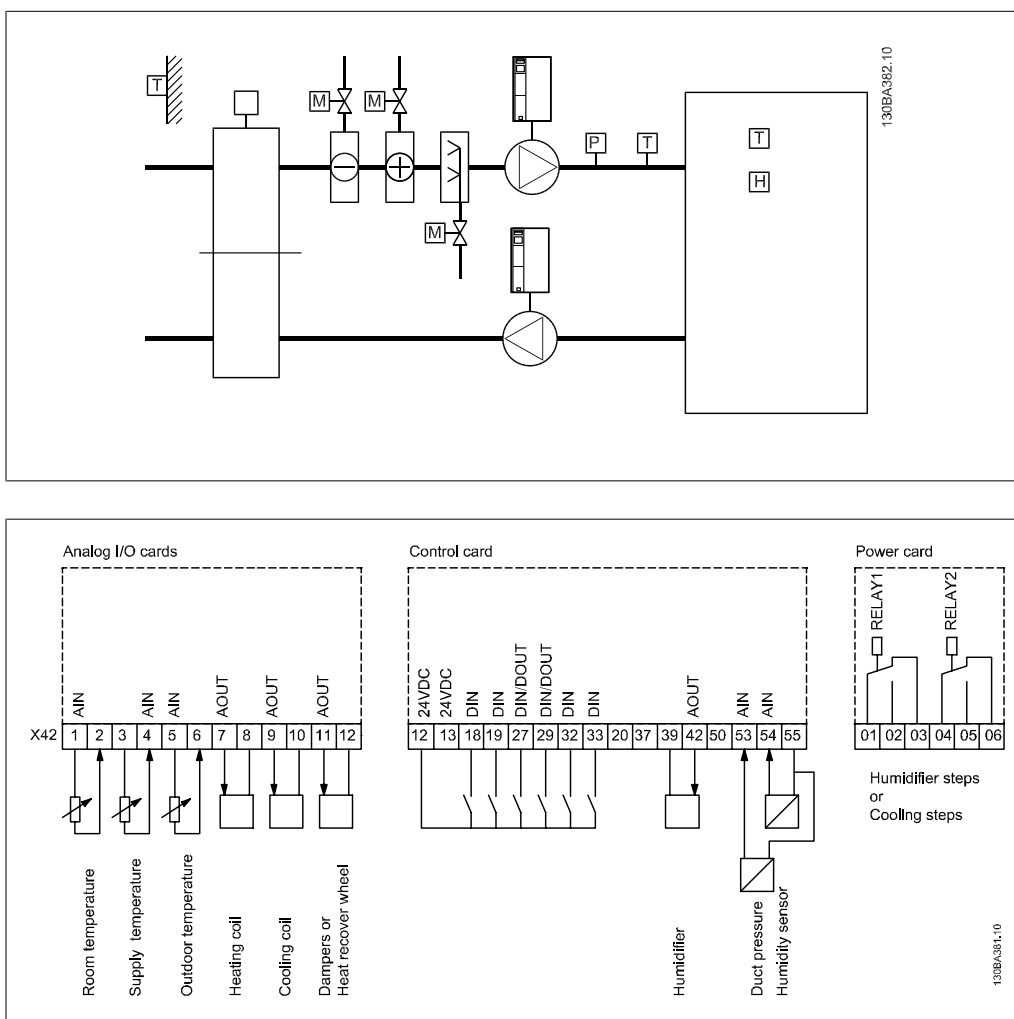 130BA382.10
T
M
M
P
T
T
H
M
Analog I/O cards
Control card
Power card
RELAY1
RELAY2
AIN
AIN
AIN
AOUT
AOUT
AOUT
24VDC
24VDC
DIN
DIN
DIN/DOUT
DIN/DOUT
DIN
DIN
AOUT
AIN
AIN
X42
1 2 3 4 5 6 7 8 9 10 11 12
12 13 18 19 27 29 32 33 20 37 39 42 50 53 54 55
01 02 03 04 05 06
Humidifier steps
or
Cooling steps
Room temperature
Supply temperature
Outdoor temperature
Heating coil
Cooling coil
Dampers or
Heat recover wheel
Humidifier
Duct pressure
Humidity sensor
130BA381.10